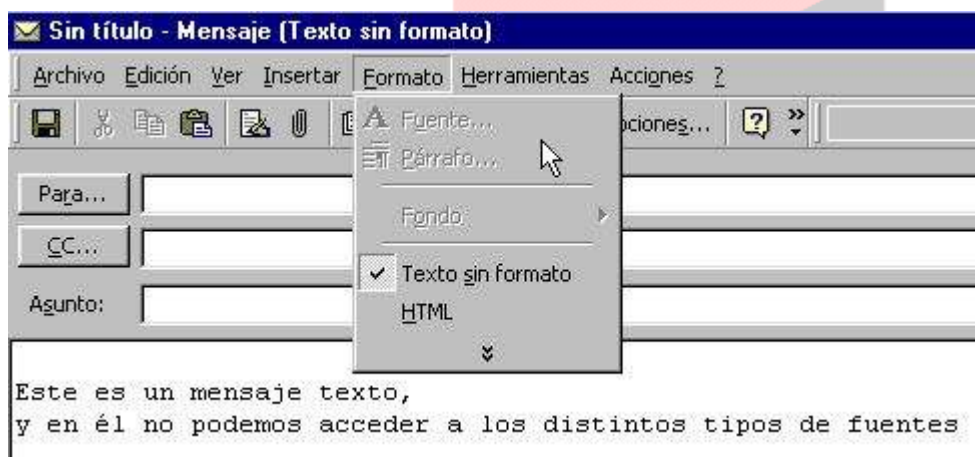 Sin título - Mensaje (Texto sin formato)
Archivo Edición Ver Insertar Formato Herramientas Acciones ?
A Fuente... pciones... ?
Párrafo...
Para...
Fondo
CC...
Texto sin formato
Asunto:
HTML
Este es un mensaje texto,
y en él no podemos acceder a los distintos tipos de fuentes